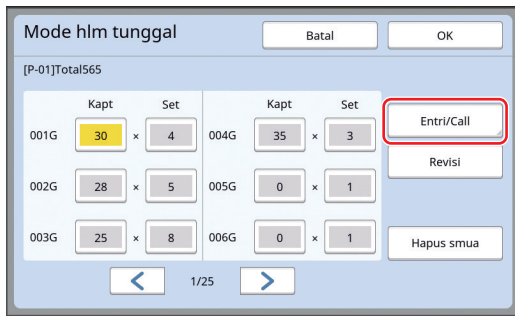 Mode hlm tunggal Batal OK
[P-01]Total565
Kapt Set Kapt Set
Entri/Call
001G 30 × 4 004G 35 × 3
Revisi
002G 28 × 5 005G 0 × 1
003G 25 × 8 006G 0 × 1 Hapus smua
1/25